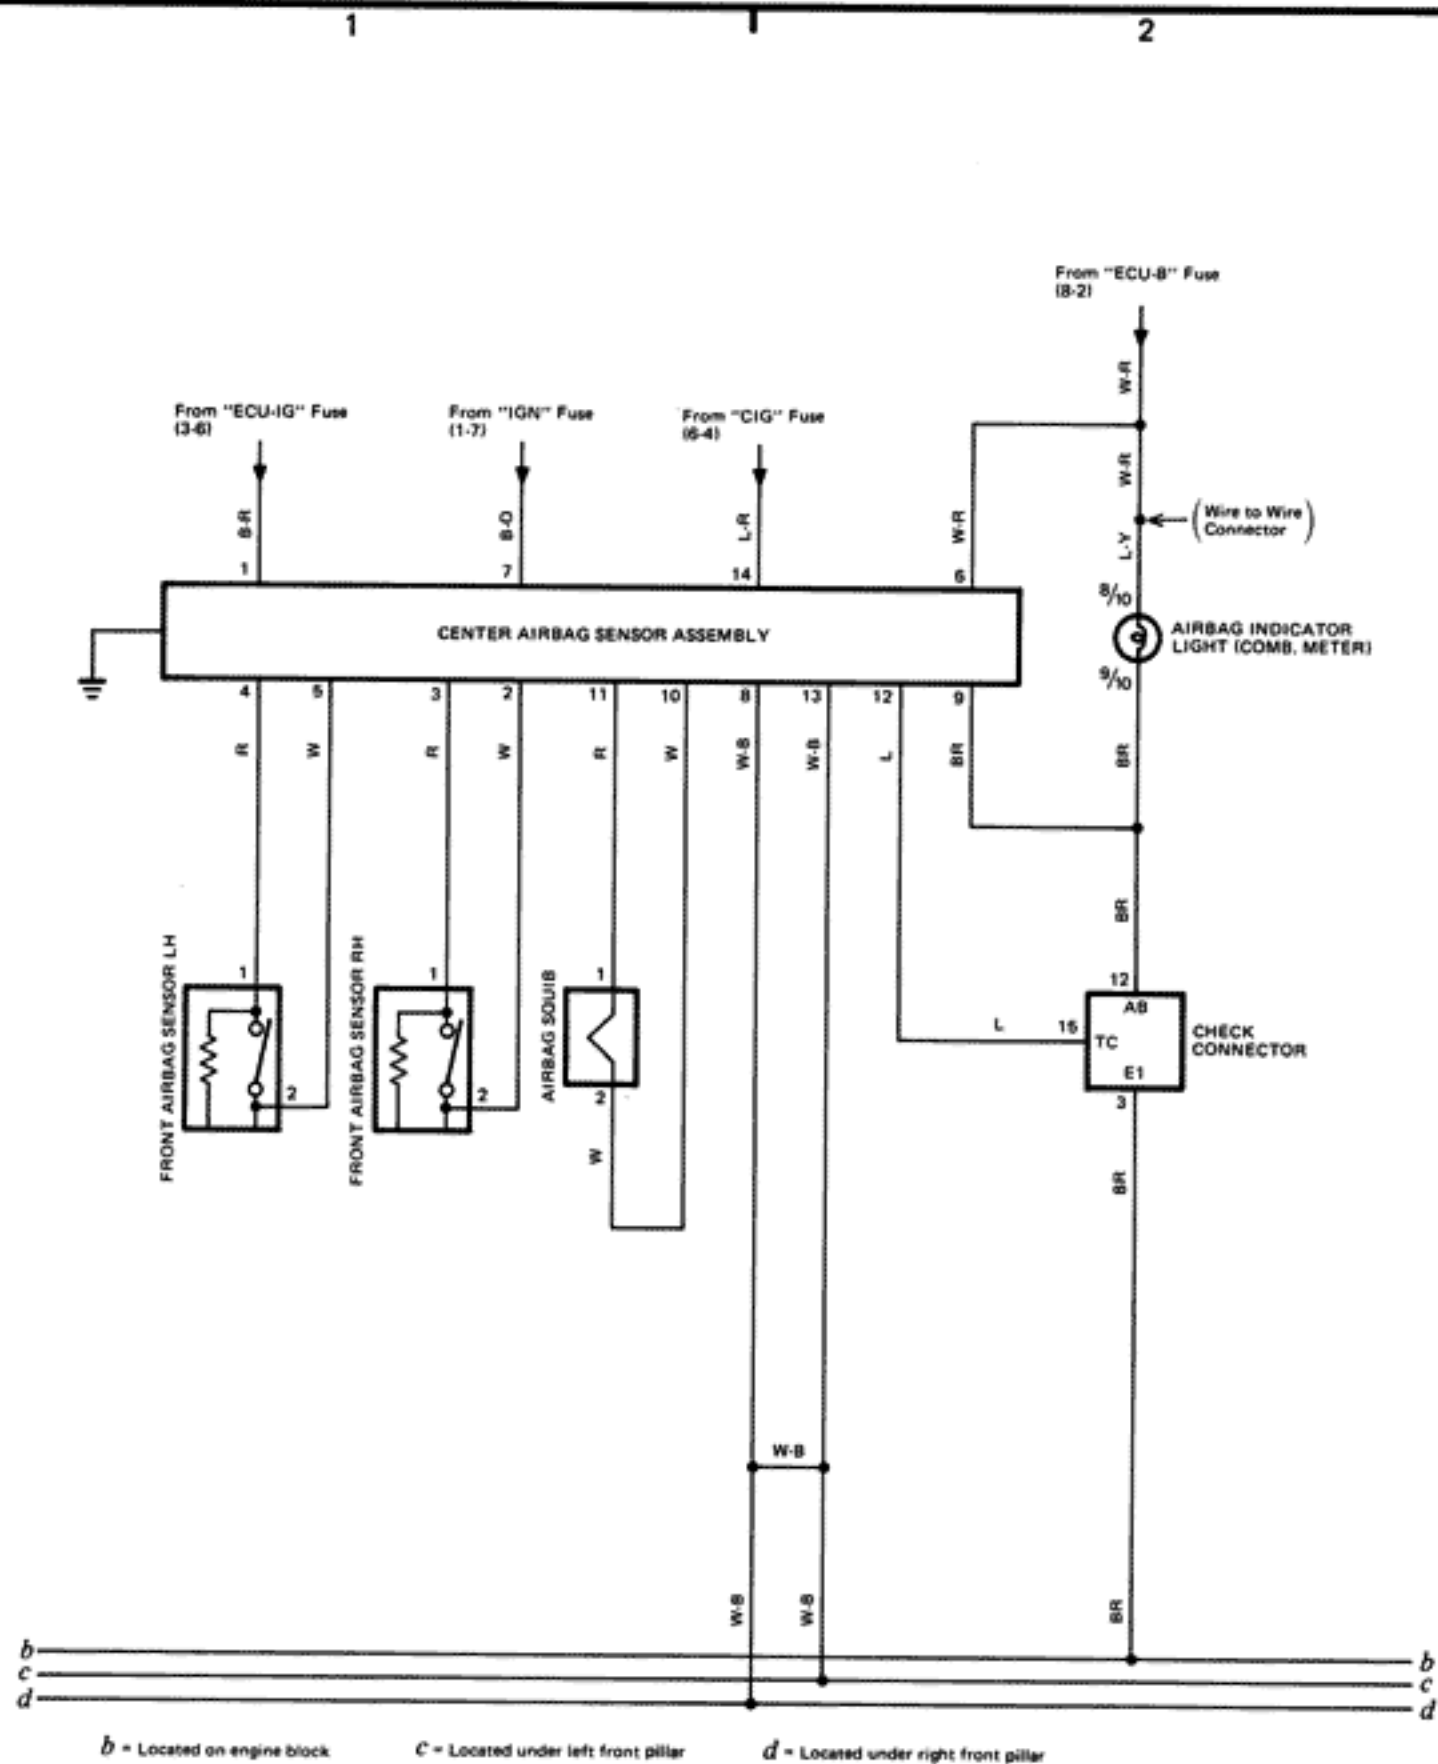 1
2
From "ECU-B" Fuse
(8-2)
W-R
From "ECU-IG" Fuse
(3-6)
From "IGN" Fuse
(1-7)
From "CIG" Fuse
(6-4)
W-R
B-R
B-O
L-R
W-R
(Wire to Wire
Connector)
L-Y
1
7
14
6
8/10
CENTER AIRBAG SENSOR ASSEMBLY
AIRBAG INDICATOR
LIGHT (COMB. METER)
9/10
4
5
3
2
11
10
8
13
12
9
R
W
R
W
R
W
W-B
W-B
L
BR
BR
BR
FRONT AIRBAG SENSOR LH
1
2
FRONT AIRBAG SENSOR RH
1
2
AIRBAG SQUIB
1
2
W
12
AB
L
15
TC
E1
CHECK
CONNECTOR
3
BR
W-B
W-B
W-B
BR
b
b
c
c
d
d
b = Located on engine block
c = Located under left front pillar
d = Located under right front pillar